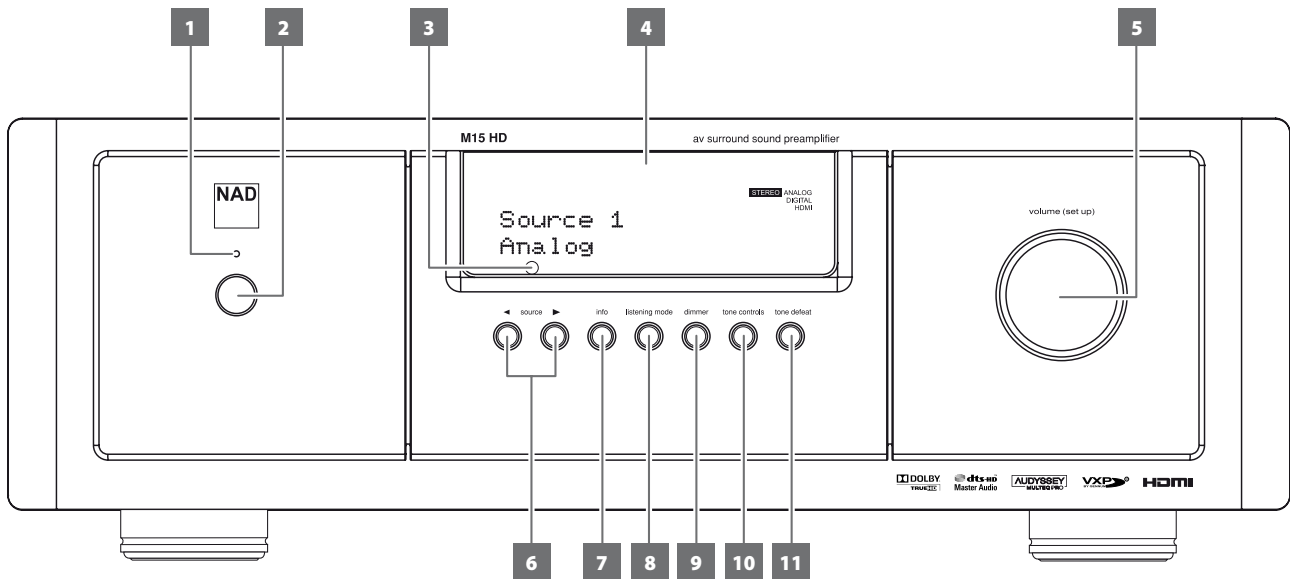 1 2 3 4 5
M15 HD av surround sound preamplifier
NAD
STEREO ANALOG
DIGITAL
HDMI
volume (set up)
Source 1
Analog
◄ source ► info listening mode dimmer tone controls tone defeat
DOLBY TRUEHD
dts-HD Master Audio
AUDYSSEY MULTEQ PRO
VXP
HDMI
6 7 8 9 10 11